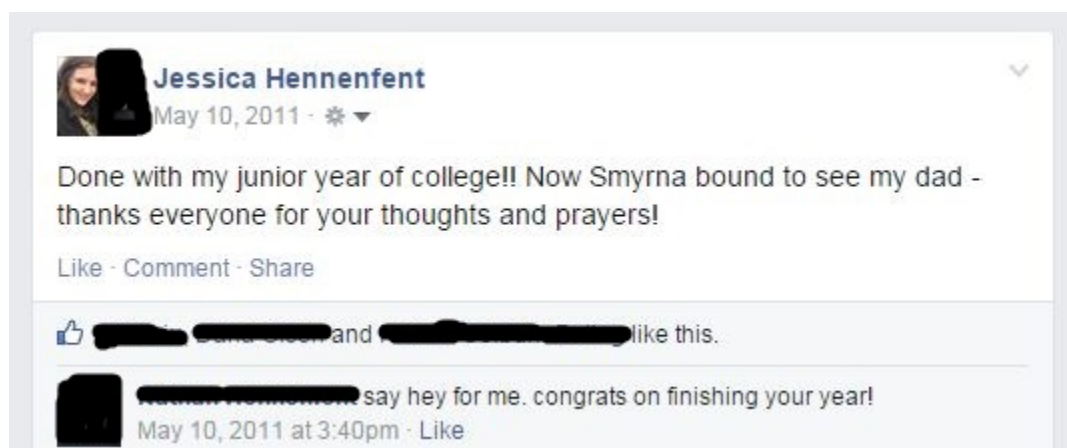 Jessica Hennenfent
May 10, 2011 ·
Done with my junior year of college!! Now Smyrna bound to see my dad -
thanks everyone for your thoughts and prayers!
Like · Comment · Share
and like this.
say hey for me. congrats on finishing your year!
May 10, 2011 at 3:40pm · Like